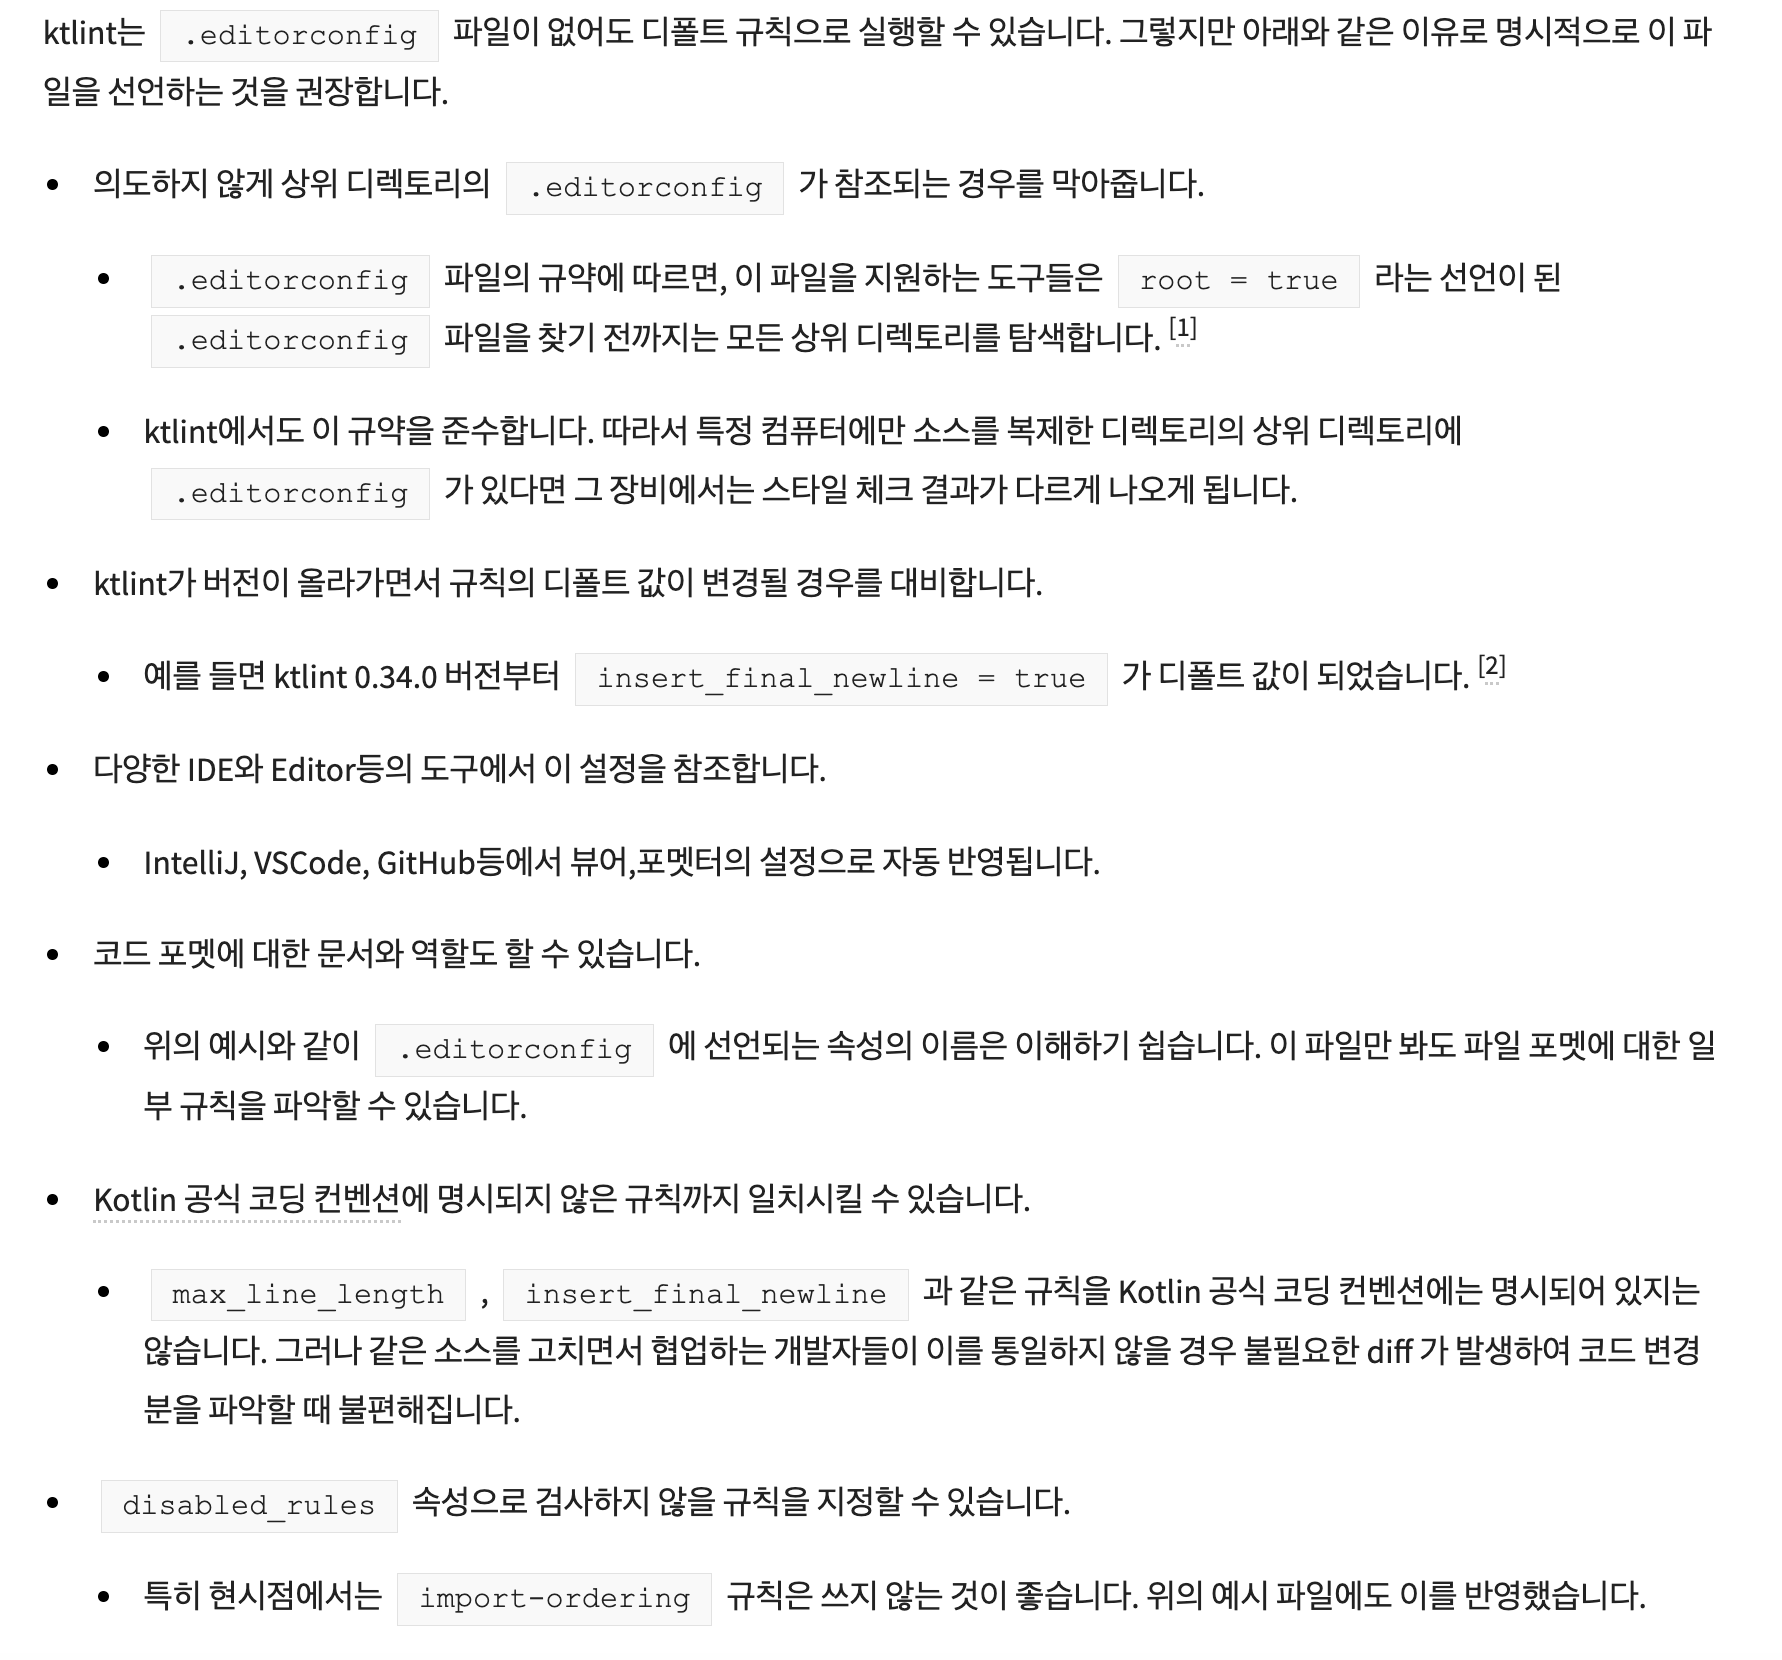 ktlint는 .editorconfig 파일이 없어도 디폴트 규칙으로 실행할 수 있습니다. 그렇지만 아래와 같은 이유로 명시적으로 이 파
일을 선언하는 것을 권장합니다.
• 의도하지 않게 상위 디렉토리의 .editorconfig 가 참조되는 경우를 막아줍니다.
• .editorconfig 파일의 규약에 따르면, 이 파일을 지원하는 도구들은 root = true 라는 선언이 된
.editorconfig 파일을 찾기 전까지는 모든 상위 디렉토리를 탐색합니다. [1]
• ktlint에서도 이 규약을 준수합니다. 따라서 특정 컴퓨터에만 소스를 복제한 디렉토리의 상위 디렉토리에
.editorconfig 가 있다면 그 장비에서는 스타일 체크 결과가 다르게 나오게 됩니다.
• ktlint가 버전이 올라가면서 규칙의 디폴트 값이 변경될 경우를 대비합니다.
• 예를 들면 ktlint 0.34.0 버전부터 insert_final_newline = true 가 디폴트 값이 되었습니다. [2]
• 다양한 IDE와 Editor등의 도구에서 이 설정을 참조합니다.
• IntelliJ, VSCode, GitHub등에서 뷰어,포멧터의 설정으로 자동 반영됩니다.
• 코드 포멧에 대한 문서와 역할도 할 수 있습니다.
• 위의 예시와 같이 .editorconfig 에 선언되는 속성의 이름은 이해하기 쉽습니다. 이 파일만 봐도 파일 포멧에 대한 일
부 규칙을 파악할 수 있습니다.
• Kotlin 공식 코딩 컨벤션에 명시되지 않은 규칙까지 일치시킬 수 있습니다.
• max_line_length , insert_final_newline 과 같은 규칙을 Kotlin 공식 코딩 컨벤션에는 명시되어 있지는
않습니다. 그러나 같은 소스를 고치면서 협업하는 개발자들이 이를 통일하지 않을 경우 불필요한 diff 가 발생하여 코드 변경
분을 파악할 때 불편해집니다.
• disabled_rules 속성으로 검사하지 않을 규칙을 지정할 수 있습니다.
• 특히 현시점에서는 import-ordering 규칙은 쓰지 않는 것이 좋습니다. 위의 예시 파일에도 이를 반영했습니다.